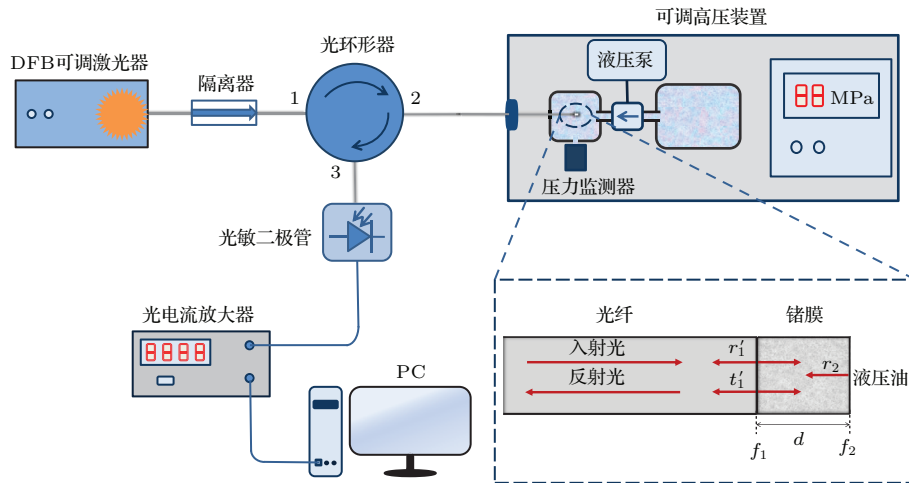 可调高压装置
光环形器
DFB可调激光器
隔离器
液压泵
1
2
3
88 MPa
压力监测器
光敏二极管
光电流放大器
8888
PC
光纤
锗膜
入射光
r′₁
反射光
t′₁
r₂
液压油
d
f₁
f₂